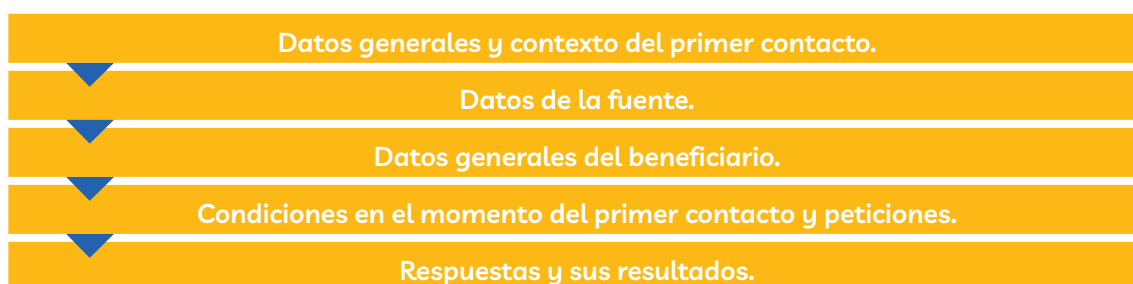 Datos generales y contexto del primer contacto.
Datos de la fuente.
Datos generales del beneficiario.
Condiciones en el momento del primer contacto y peticiones.
Respuestas y sus resultados.